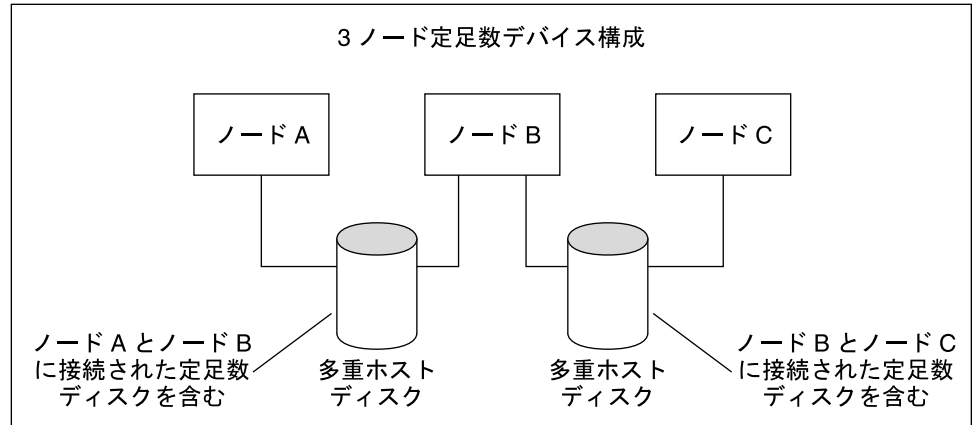 3 ノード定足数デバイス構成
ノード A
ノード B
ノード C
ノード A とノード B
に接続された定足数
ディスクを含む
多重ホスト
ディスク
多重ホスト
ディスク
ノード B とノード C
に接続された定足数
ディスクを含む